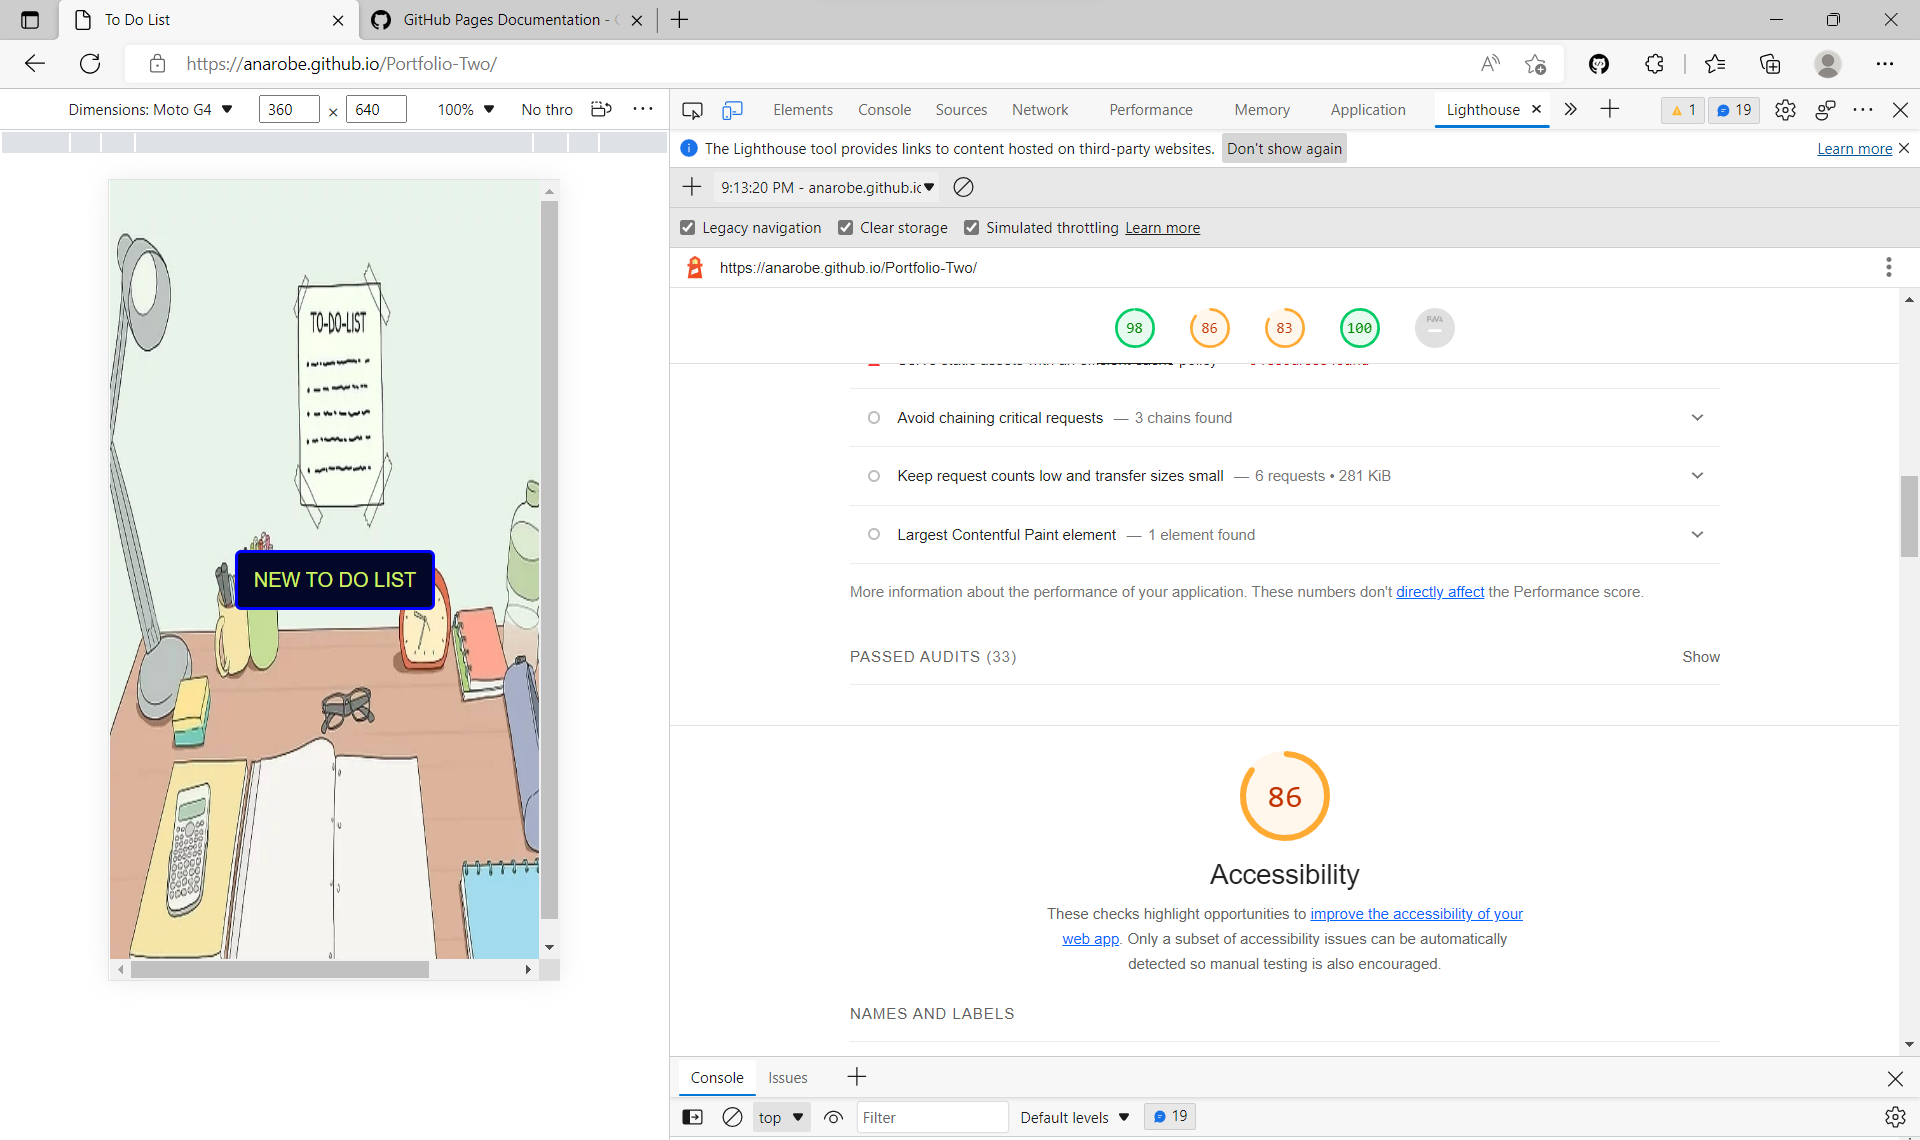 To Do List
GitHub Pages Documentation -
https://anarobe.github.io/Portfolio-Two/
Dimensions: Moto G4
360
×
640
100%
No thro
Elements
Console
Sources
Network
Performance
Memory
Application
Lighthouse
1
19
The Lighthouse tool provides links to content hosted on third-party websites.
Don't show again
Learn more
9:13:20 PM - anarobe.github.ic
Legacy navigation
Clear storage
Simulated throttling
Learn more
https://anarobe.github.io/Portfolio-Two/
98
86
83
100
PWA
TO-DO-LIST
NEW TO DO LIST
Avoid chaining critical requests — 3 chains found
Keep request counts low and transfer sizes small — 6 requests • 281 KiB
Largest Contentful Paint element — 1 element found
More information about the performance of your application. These numbers don't directly affect the Performance score.
PASSED AUDITS (33)
Show
86
Accessibility
These checks highlight opportunities to improve the accessibility of your
web app. Only a subset of accessibility issues can be automatically
detected so manual testing is also encouraged.
NAMES AND LABELS
Console
Issues
top
Filter
Default levels
19